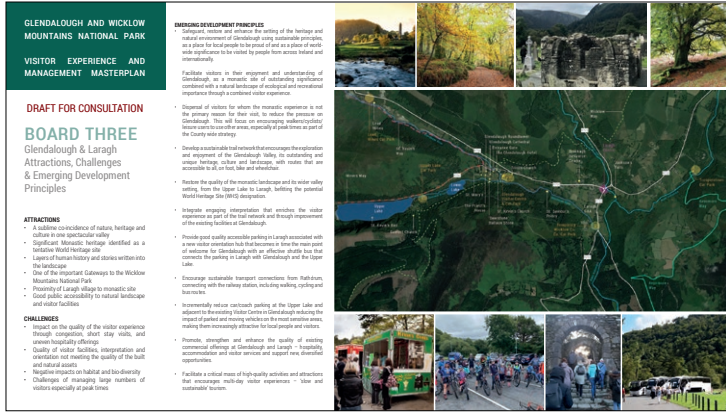 GLENDALOUGH AND WICKLOW
MOUNTAINS NATIONAL PARK
VISITOR EXPERIENCE AND
MANAGEMENT MASTERPLAN
DRAFT FOR CONSULTATION
BOARD THREE
Glendalough & Laragh
Attractions, Challenges
& Emerging Development
Principles
ATTRACTIONS
• A sublime co-incidence of nature, heritage and
culture in one spectacular valley
• Significant Monastic heritage identified as a
tentative World Heritage site
• Layers of human history and stories written into
the landscape
• One of the important Gateways to the Wicklow
Mountains National Park
• Proximity of Laragh village to monastic site
• Good public accessibility to natural landscape
and visitor facilities
CHALLENGES
• Impact on the quality of the visitor experience
through congestion, short stay visits, and
uneven hospitality offerings
• Quality of visitor facilities, interpretation and
orientation not meeting the quality of the built
and natural assets
• Negative impacts on habitat and bio-diversity
• Challenges of managing large numbers of
visitors especially at peak times
EMERGING DEVELOPMENT PRINCIPLES
• Safeguard, restore and enhance the setting of the heritage and
natural environment of Glendalough using sustainable principles,
as a place for local people to be proud of and as a place of world-
wide significance to be visited by people from across Ireland and
internationally.
Facilitate visitors in their enjoyment and understanding of
Glendalough, as a monastic site of outstanding significance
combined with a natural landscape of ecological and recreational
importance through a combined visitor experience.
• Dispersal of visitors for whom the monastic experience is not
the primary reason for their visit, to reduce the pressure on
Glendalough. This will focus on encouraging walkers/cyclists/
leisure users to use other areas, especially at peak times as part of
the County wide strategy.
• Develop a sustainable trail network that encourages the exploration
and enjoyment of the Glendalough Valley, its outstanding and
unique heritage, culture and landscape, with routes that are
accessible to all, on foot, bike and wheelchair.
• Restore the quality of the monastic landscape and its wider valley
setting, from the Upper Lake to Laragh, befitting the potential
World Heritage Site (WHS) designation.
• Integrate engaging interpretation that enriches the visitor
experience as part of the trail network and through improvement
of the existing facilities at Glendalough.
• Provide good quality accessible parking in Laragh associated with
a new visitor orientation hub that becomes in time the main point
of welcome for Glendalough with an effective shuttle bus that
connects the parking in Laragh with Glendalough and the Upper
Lake.
• Encourage sustainable transport connections from Rathdrum,
connecting with the railway station, including walking, cycling and
bus routes.
• Incrementally reduce car/coach parking at the Upper Lake and
adjacent to the existing Visitor Centre in Glendalough reducing the
impact of parked and moving vehicles on the most sensitive areas,
making them increasingly attractive for local people and visitors.
• Promote, strengthen and enhance the quality of existing
commercial offerings at Glendalough and Laragh – hospitality,
accommodation and visitor services and support new, diversified
opportunities.
• Facilitate a critical mass of high-quality activities and attractions
that encourages multi-day visitor experiences – 'slow and
sustainable' tourism.
Upper
Lake